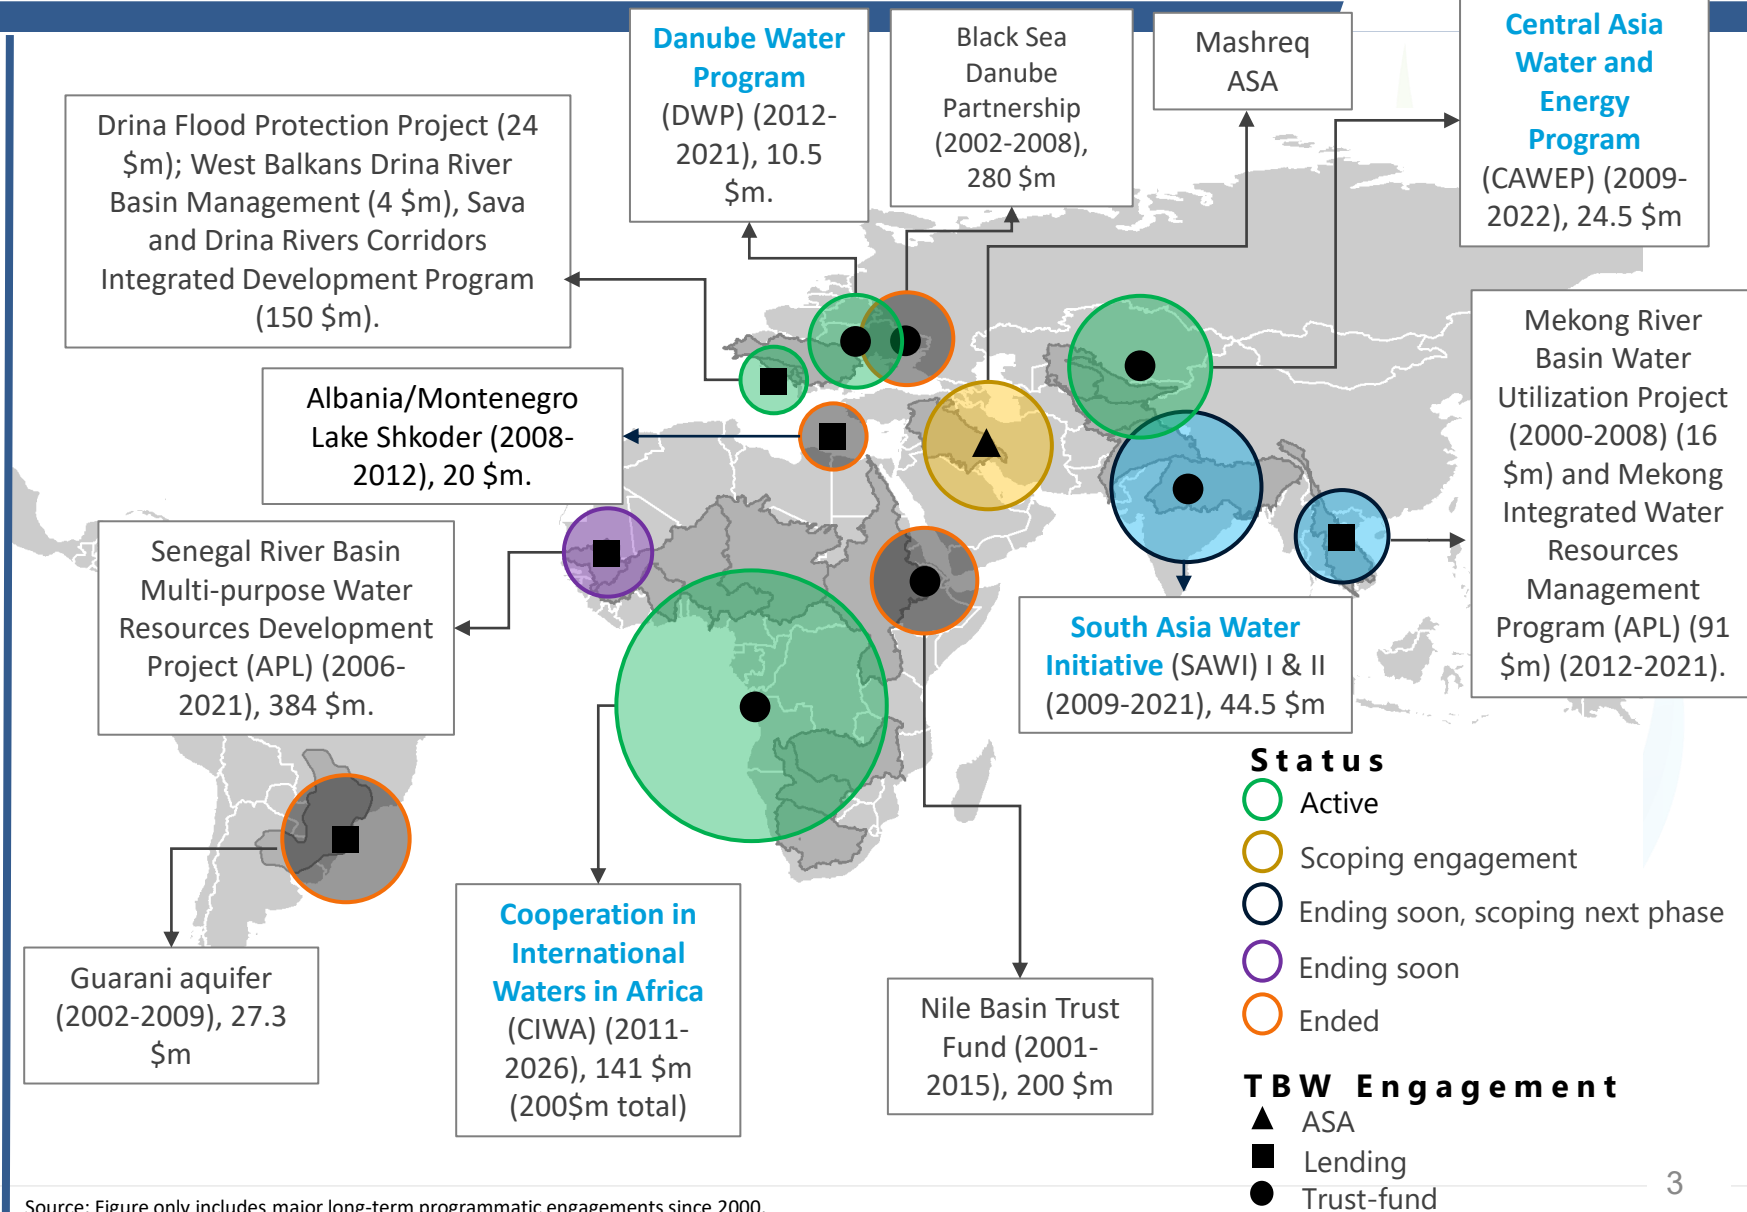 Danube Water
Program
(DWP) (2012-
2021), 10.5
$m.
Black Sea
Danube
Partnership
(2002-2008),
280 $m
Mashreq
ASA
Central Asia
Water and
Energy
Program
(CAWEP) (2009-
2022), 24.5 $m
Drina Flood Protection Project (24
$m); West Balkans Drina River
Basin Management (4 $m), Sava
and Drina Rivers Corridors
Integrated Development Program
(150 $m).
Albania/Montenegro
Lake Shkoder (2008-
2012), 20 $m.
Mekong River
Basin Water
Utilization Project
(2000-2008) (16
$m) and Mekong
Integrated Water
Resources
Management
Program (APL) (91
$m) (2012-2021).
Senegal River Basin
Multi-purpose Water
Resources Development
Project (APL) (2006-
2021), 384 $m.
South Asia Water
Initiative (SAWI) I & II
(2009-2021), 44.5 $m
Guarani aquifer
(2002-2009), 27.3
$m
Cooperation in
International
Waters in Africa
(CIWA) (2011-
2026), 141 $m
(200$m total)
Nile Basin Trust
Fund (2001-
2015), 200 $m
Status
Active
Scoping engagement
Ending soon, scoping next phase
Ending soon
Ended
TBW Engagement
ASA
Lending
Trust-fund
3
Source: Figure only includes major long-term programmatic engagements since 2000.